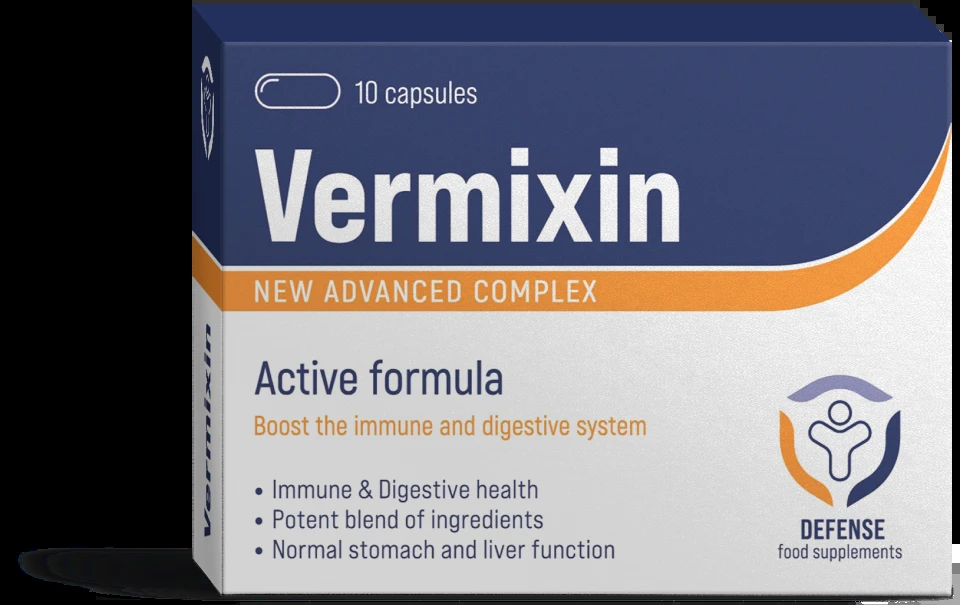 10 capsules
Vermixin
NEW ADVANCED COMPLEX
Active formula
Boost the immune and digestive system
• Immune & Digestive health
• Potent blend of ingredients
• Normal stomach and liver function
DEFENSE
food supplements
Vermixin